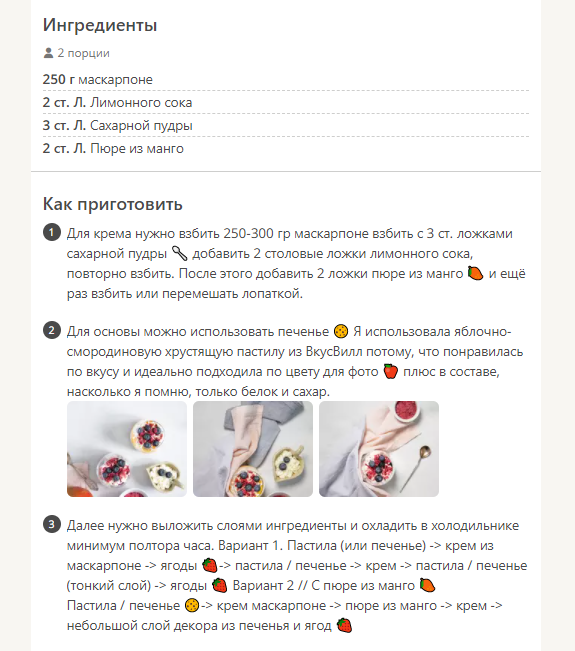 Ингредиенты
2 порции
250 г маскарпоне
2 ст. Л. Лимонного сока
3 ст. Л. Сахарной пудры
2 ст. Л. Пюре из манго
Как приготовить
1 Для крема нужно взбить 250-300 гр маскарпоне взбить с 3 ст. ложками
сахарной пудры 🥄 добавить 2 столовые ложки лимонного сока,
повторно взбить. После этого добавить 2 ложки пюре из манго 🥭 и ещё
раз взбить или перемешать лопаткой.
2 Для основы можно использовать печенье 🍪 Я использовала яблочно-
смородиновую хрустящую пастилу из ВкусВилл потому, что понравилась
по вкусу и идеально подходила по цвету для фото 🍎 плюс в составе,
насколько я помню, только белок и сахар.
3 Далее нужно выложить слоями ингредиенты и охладить в холодильнике
минимум полтора часа. Вариант 1. Пастила (или печенье) -> крем из
маскарпоне -> ягоды 🍓-> пастила / печенье -> крем -> пастила / печенье
(тонкий слой) -> ягоды 🍓 Вариант 2 // С пюре из манго 🥭
Пастила / печенье 🍪-> крем маскарпоне -> пюре из манго -> крем ->
небольшой слой декора из печенья и ягод 🍓